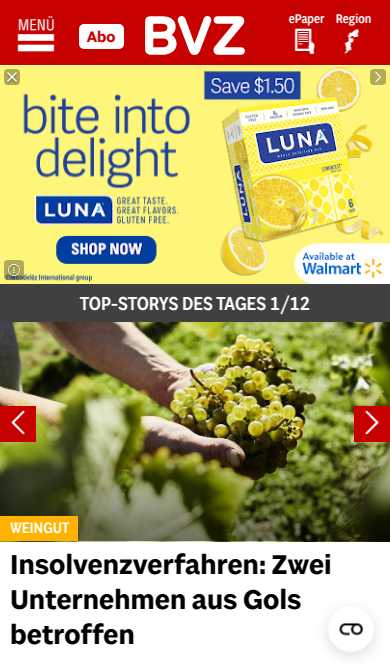 MENÜ
Abo
BVZ
ePaper
Region
bite into
delight
Save $1.50
LUNA
LUNA
GREAT TASTE.
GREAT FLAVORS.
GLUTEN FREE.
SHOP NOW
LUNA
6
Available at
Walmart
International group
TOP-STORYS DES TAGES 1/12
WEINGUT
Insolvenzverfahren: Zwei
Unternehmen aus Gols
betroffen